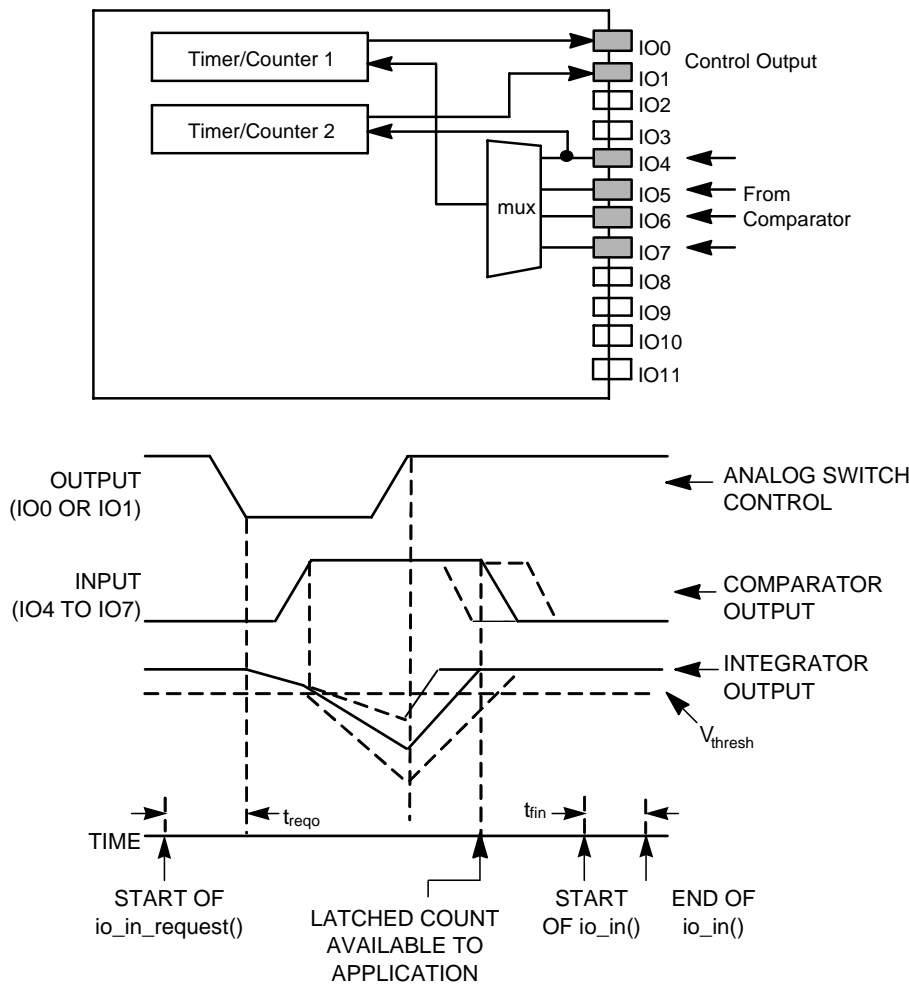 Timer/Counter 1
Timer/Counter 2
mux
IO0
IO1
IO2
IO3
IO4
IO5
IO6
IO7
IO8
IO9
IO10
IO11
Control Output
From
Comparator
OUTPUT
(IO0 OR IO1)
ANALOG SWITCH
CONTROL
INPUT
(IO4 TO IO7)
COMPARATOR
OUTPUT
INTEGRATOR
OUTPUT
Vthresh
treqo
tfin
TIME
START OF
io_in_request()
LATCHED COUNT
AVAILABLE TO
APPLICATION
START
OF io_in()
END OF
io_in()